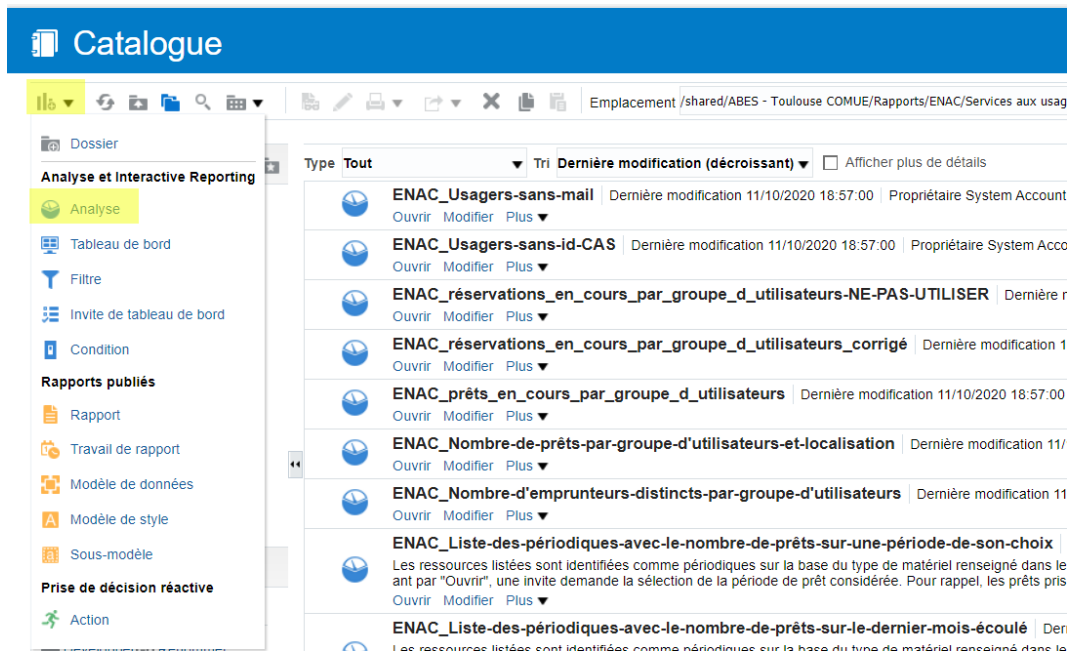 Catalogue
Emplacement /shared/ABES - Toulouse COMUE/Rapports/ENAC/Services aux usag
Dossier
Analyse et Interactive Reporting
Analyse
Tableau de bord
Filtre
Invite de tableau de bord
Condition
Rapports publiés
Rapport
Travail de rapport
Modèle de données
Modèle de style
Sous-modèle
Prise de décision réactive
Action
Type Tout Tri Dernière modification (décroissant) Afficher plus de détails
ENAC_Usagers-sans-mail Dernière modification 11/10/2020 18:57:00 Propriétaire System Account
Ouvrir Modifier Plus
ENAC_Usagers-sans-id-CAS Dernière modification 11/10/2020 18:57:00 Propriétaire System Acco
Ouvrir Modifier Plus
ENAC_réservations_en_cours_par_groupe_d_utilisateurs-NE-PAS-UTILISER Dernière r
Ouvrir Modifier Plus
ENAC_réservations_en_cours_par_groupe_d_utilisateurs_corrigé Dernière modification 1
Ouvrir Modifier Plus
ENAC_prêts_en_cours_par_groupe_d_utilisateurs Dernière modification 11/10/2020 18:57:00
Ouvrir Modifier Plus
ENAC_Nombre-de-prêts-par-groupe-d'utilisateurs-et-localisation Dernière modification 11/
Ouvrir Modifier Plus
ENAC_Nombre-d'emprunteurs-distincts-par-groupe-d'utilisateurs Dernière modification 11
Ouvrir Modifier Plus
ENAC_Liste-des-périodiques-avec-le-nombre-de-prêts-sur-une-période-de-son-choix
Les ressources listées sont identifiées comme périodiques sur la base du type de matériel renseigné dans le
ant par "Ouvrir", une invite demande la sélection de la période de prêt considérée. Pour rappel, les prêts pris
Ouvrir Modifier Plus
ENAC_Liste-des-périodiques-avec-le-nombre-de-prêts-sur-le-dernier-mois-écoulé Der
Les ressources listées sont identifiées comme périodiques sur la base du type de matériel renseigné dans le